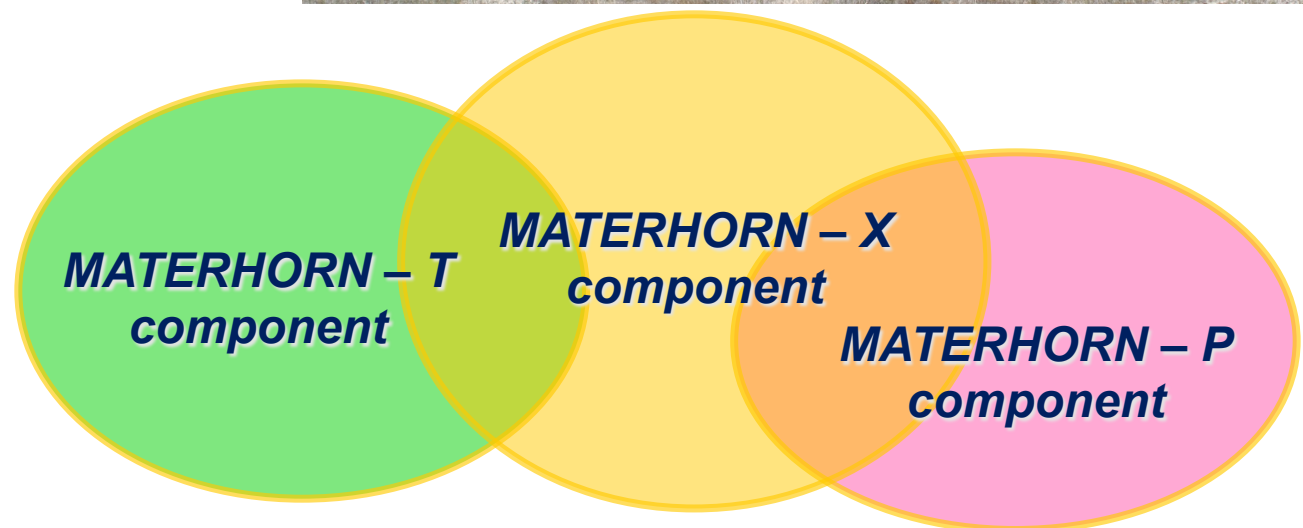 MATERHORN – T
component
MATERHORN – X
component
MATERHORN – P
component